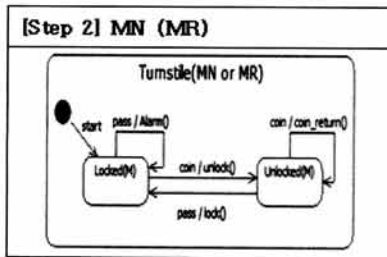 [Step 2] MN (MR)
Turnstile(MN or MR)
start
pass / Alarm()
coin / coin_return()
Locked(M)
coin / unlock()
Unlocked(M)
pass / lock()